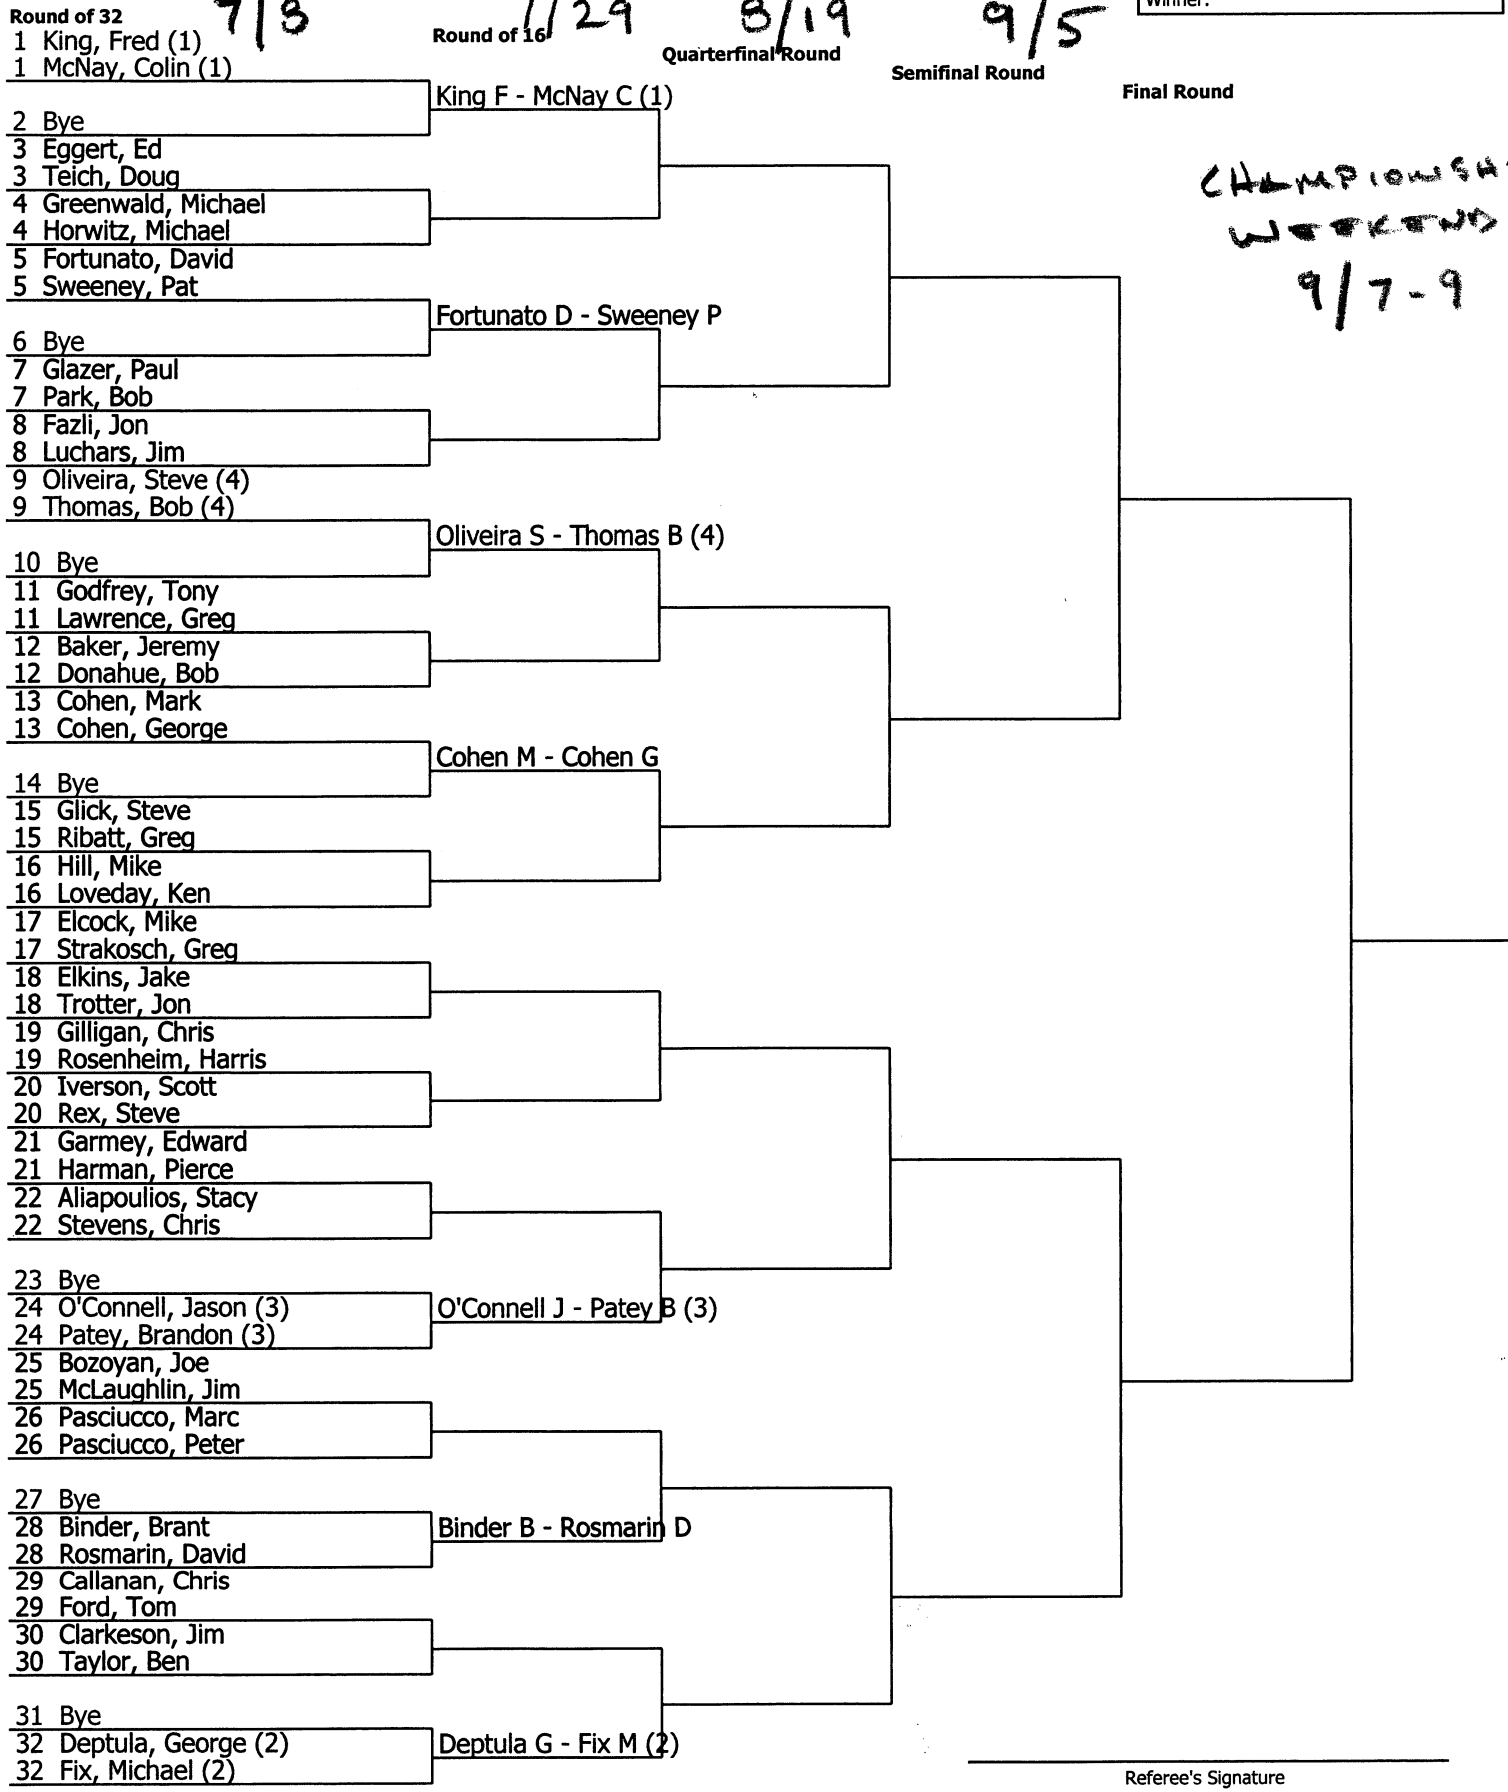 Round of 32
7/8
Round of 16
7/29
Quarterfinal Round
8/19
Semifinal Round
9/5
Final Round
Winner:
1 King, Fred (1)
1 McNay, Colin (1)
King F - McNay C (1)
2 Bye
3 Eggert, Ed
3 Teich, Doug
4 Greenwald, Michael
4 Horwitz, Michael
5 Fortunato, David
5 Sweeney, Pat
Fortunato D - Sweeney P
6 Bye
7 Glazer, Paul
7 Park, Bob
8 Fazli, Jon
8 Luchars, Jim
9 Oliveira, Steve (4)
9 Thomas, Bob (4)
Oliveira S - Thomas B (4)
10 Bye
11 Godfrey, Tony
11 Lawrence, Greg
12 Baker, Jeremy
12 Donahue, Bob
13 Cohen, Mark
13 Cohen, George
Cohen M - Cohen G
14 Bye
15 Glick, Steve
15 Ribatt, Greg
16 Hill, Mike
16 Loveday, Ken
17 Elcock, Mike
17 Strakosch, Greg
18 Elkins, Jake
18 Trotter, Jon
19 Gilligan, Chris
19 Rosenheim, Harris
20 Iverson, Scott
20 Rex, Steve
21 Garmey, Edward
21 Harman, Pierce
22 Aliapoulios, Stacy
22 Stevens, Chris
23 Bye
24 O'Connell, Jason (3)
24 Patey, Brandon (3)
O'Connell J - Patey B (3)
25 Bozoyan, Joe
25 McLaughlin, Jim
26 Pasciucco, Marc
26 Pasciucco, Peter
27 Bye
28 Binder, Brant
28 Rosmarin, David
Binder B - Rosmarin D
29 Callanan, Chris
29 Ford, Tom
30 Clarkeson, Jim
30 Taylor, Ben
31 Bye
32 Deptula, George (2)
32 Fix, Michael (2)
Deptula G - Fix M (2)
CHAMPIONSH
WEEKEND
9/7-9
Referee's Signature